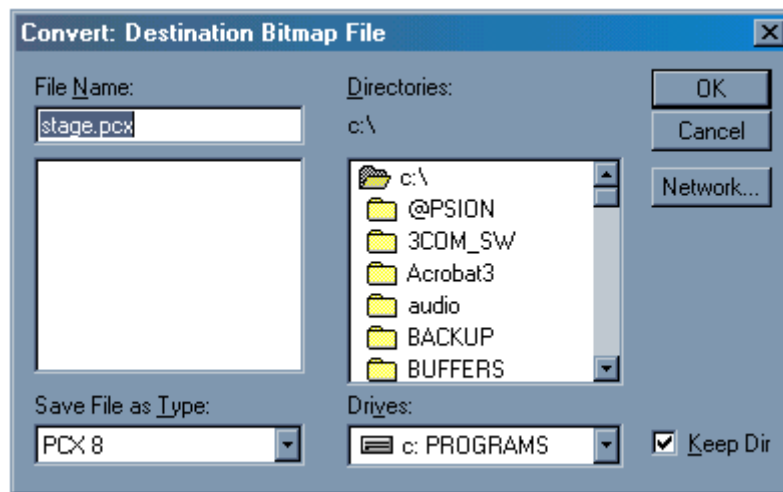 Convert: Destination Bitmap File
File Name:
stage.pcx
Directories:
c:\
c:\
@PSION
3COM_SW
Acrobat3
audio
BACKUP
BUFFERS
OK
Cancel
Network...
Save File as Type:
PCX 8
Drives:
c: PROGRAMS
Keep Dir